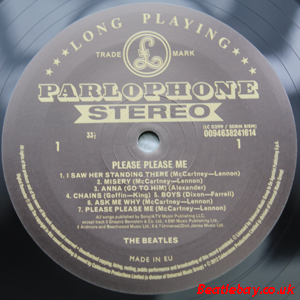 LONG PLAYING
TRADE MARK
PARLOPHONE
STEREO
1
33⅓
0094638241614
1
PLEASE PLEASE ME
1. I SAW HER STANDING THERE (McCartney—Lennon)
2. MISERY (McCartney—Lennon)
3. ANNA (GO TO HIM) (Alexander)
4. CHAINS (Goffin—King) 5. BOYS (Dixon—Farrell)
6. ASK ME WHY (McCartney—Lennon)
7. PLEASE PLEASE ME (McCartney—Lennon)
THE BEATLES
MADE IN EU
Beatlebay.co.uk